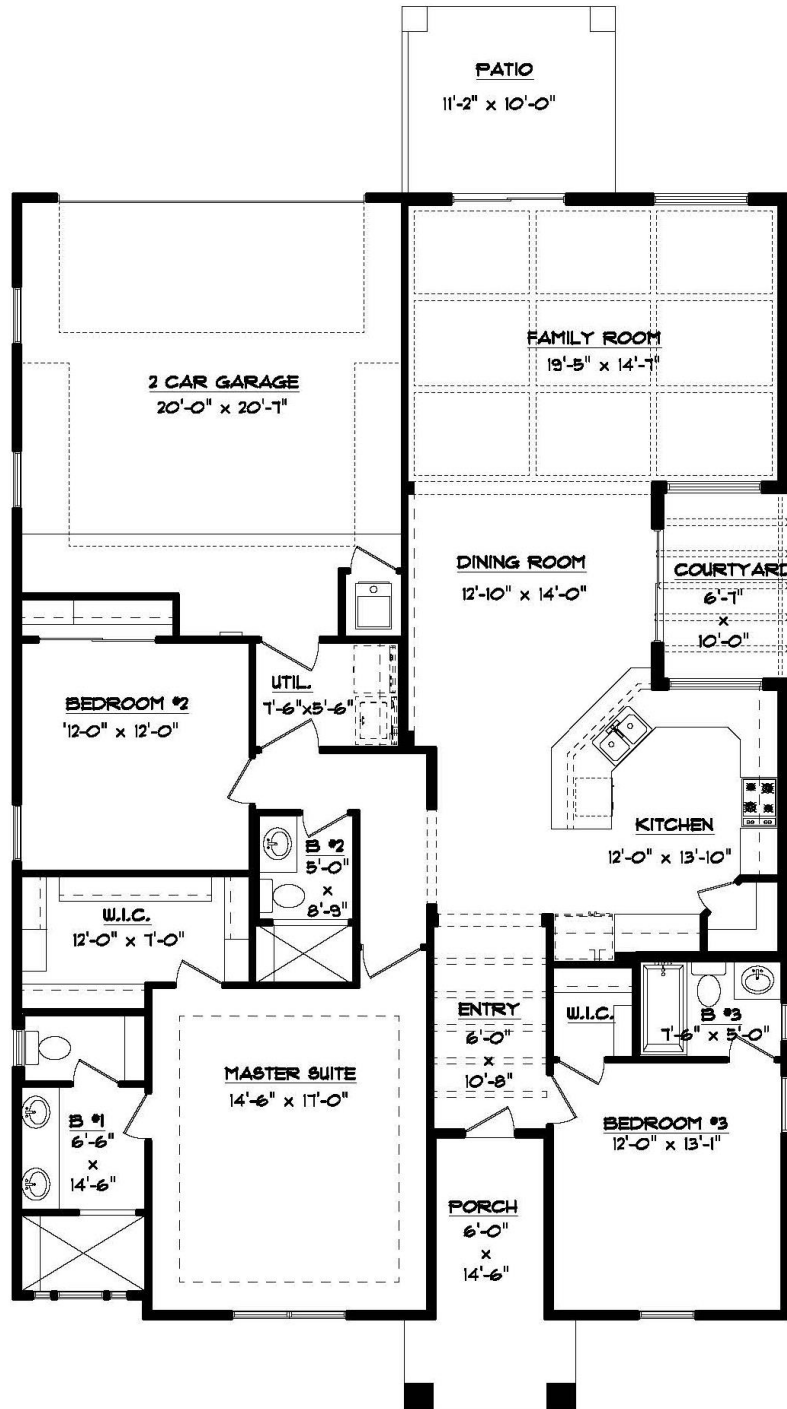 PATIO
11'-2" x 10'-0"
FAMILY ROOM
19'-5" x 14'-7"
2 CAR GARAGE
20'-0" x 20'-7"
DINING ROOM
12'-10" x 14'-0"
COURTYARD
6'-7"
x
10'-0"
UTIL.
7'-6"x5'-6"
BEDROOM #2
'12-0" x 12'-0"
KITCHEN
12'-0" x 13'-10"
B #2
5'-0"
x
8'-9"
W.I.C.
12'-0" x 7'-0"
ENTRY
6'-0"
x
10'-8"
W.I.C.
B #3
7'-6" x 5'-0"
MASTER SUITE
14'-6" x 17'-0"
B #1
6'-6"
x
14'-6"
BEDROOM #3
12'-0" x 13'-1"
PORCH
6'-0"
x
14'-6"